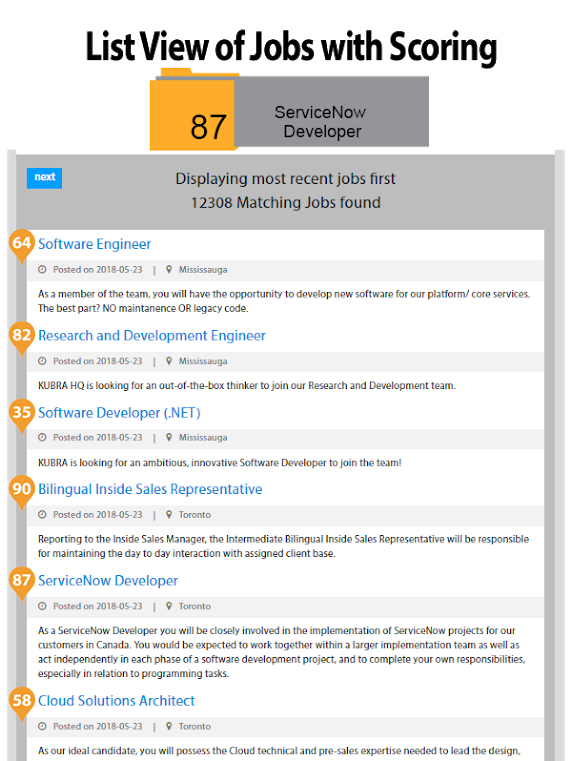 List View of Jobs with Scoring
87
ServiceNow
Developer
next
Displaying most recent jobs first
12308 Matching Jobs found
64 Software Engineer
Posted on 2018-05-23 | Mississauga
As a member of the team, you will have the opportunity to develop new software for our platform/ core services.
The best part? NO maintanence OR legacy code.
82 Research and Development Engineer
Posted on 2018-05-23 | Mississauga
KUBRA HQ is looking for an out-of-the-box thinker to join our Research and Development team.
35 Software Developer (.NET)
Posted on 2018-05-23 | Mississauga
KUBRA is looking for an ambitious, innovative Software Developer to join the team!
90 Bilingual Inside Sales Representative
Posted on 2018-05-23 | Toronto
Reporting to the Inside Sales Manager, the Intermediate Bilingual Inside Sales Representative will be responsible
for maintaining the day to day interaction with assigned client base.
87 ServiceNow Developer
Posted on 2018-05-23 | Toronto
As a ServiceNow Developer you will be closely involved in the implementation of ServiceNow projects for our
customers in Canada. You would be expected to work together within a larger implementation team as well as
act independently in each phase of a software development project, and to complete your own responsibilities,
especially in relation to programming tasks.
58 Cloud Solutions Architect
Posted on 2018-05-23 | Toronto
As our ideal candidate, you will possess the Cloud technical and pre-sales expertise needed to lead the design,